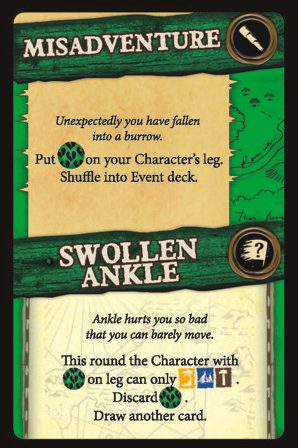 MISADVENTURE
Unexpectedly you have fallen
into a burrow.
Put on your Character's leg.
Shuffle into Event deck.
SWOLLEN
ANKLE
?
Ankle hurts you so bad
that you can barely move.
This round the Character with
on leg can only .
Discard .
Draw another card.